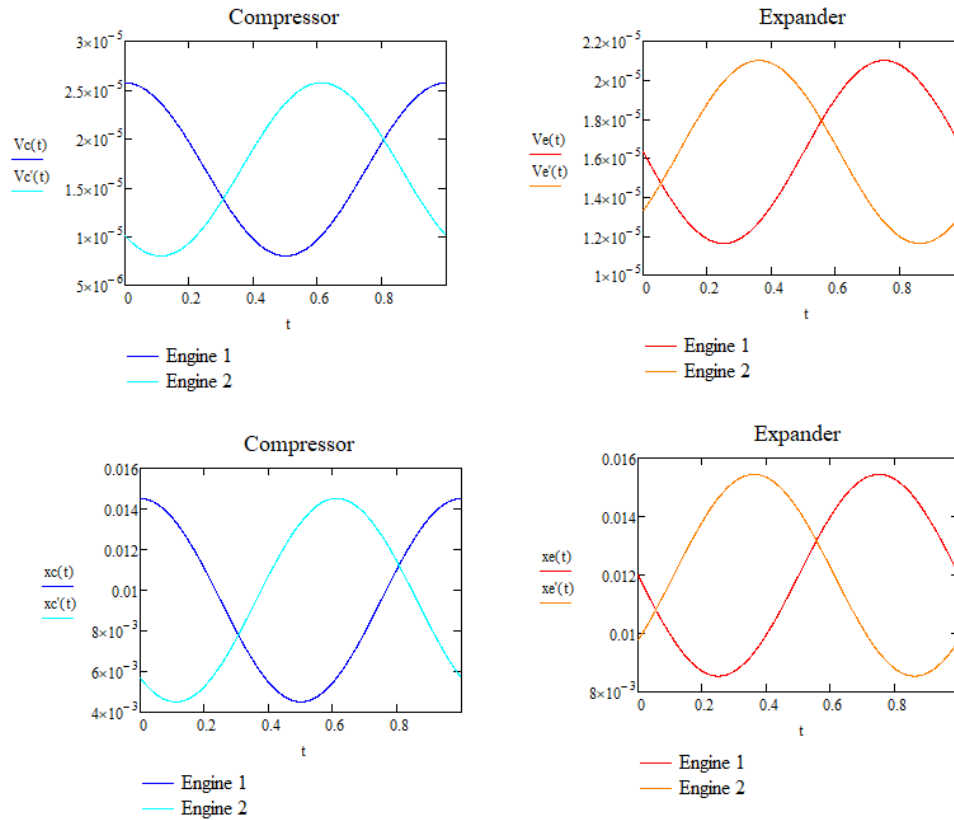 Compressor
3×10⁻⁵
2.5×10⁻⁵
2×10⁻⁵
1.5×10⁻⁵
1×10⁻⁵
5×10⁻⁶
Vc(t)
Vc'(t)
0 0.2 0.4 0.6 0.8
t
Engine 1
Engine 2
Expander
2.2×10⁻⁵
2×10⁻⁵
1.8×10⁻⁵
1.6×10⁻⁵
1.4×10⁻⁵
1.2×10⁻⁵
1×10⁻⁵
Ve(t)
Ve'(t)
0 0.2 0.4 0.6 0.8
t
Engine 1
Engine 2
Compressor
0.016
0.014
0.012
0.01
8×10⁻³
6×10⁻³
4×10⁻³
xc(t)
xc'(t)
0 0.2 0.4 0.6 0.8
t
Engine 1
Engine 2
Expander
0.016
0.014
0.012
0.01
8×10⁻³
xe(t)
xe'(t)
0 0.2 0.4 0.6 0.8
t
Engine 1
Engine 2